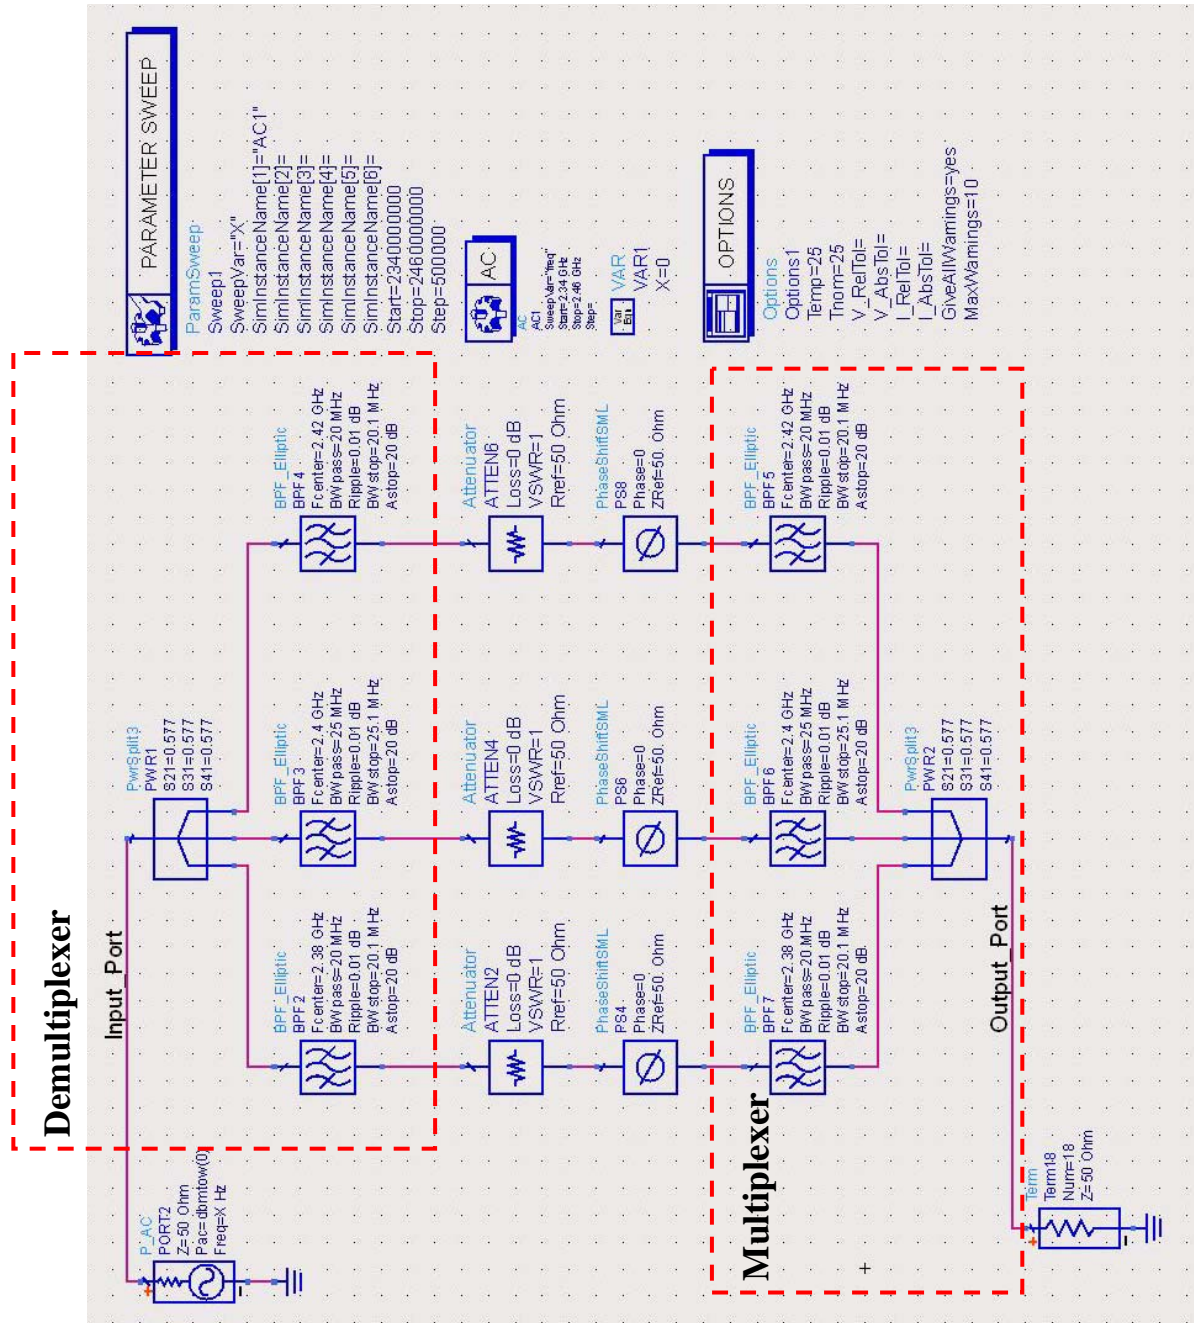 Demultiplexer
Input_Port
P_AC
PORT2
Z=50 Ohm
Pac=dbmtow(0)
Freq=X Hz
PwrSplit3
PWR1
S21=0.577
S31=0.577
S41=0.577
BPF_Elliptic
BPF2
Fcenter=2.38 GHz
BWpass=20 MHz
Ripple=0.01 dB
BWstop=20.1 MHz
Astop=20 dB
BPF_Elliptic
BPF3
Fcenter=2.4 GHz
BWpass=25 MHz
Ripple=0.01 dB
BWstop=25.1 MHz
Astop=20 dB
BPF_Elliptic
BPF4
Fcenter=2.42 GHz
BWpass=20 MHz
Ripple=0.01 dB
BWstop=20.1 MHz
Astop=20 dB
Attenuator
ATTEN2
Loss=0 dB
VSWR=1
Rref=50 Ohm
Attenuator
ATTEN4
Loss=0 dB
VSWR=1
Rref=50 Ohm
Attenuator
ATTEN6
Loss=0 dB
VSWR=1
Rref=50 Ohm
PhaseShiftSML
PS4
Phase=0
ZRef=50. Ohm
PhaseShiftSML
PS6
Phase=0
ZRef=50. Ohm
PhaseShiftSML
PS8
Phase=0
ZRef=50. Ohm
Multiplexer
BPF_Elliptic
BPF7
Fcenter=2.38 GHz
BWpass=20 MHz
Ripple=0.01 dB
BWstop=20.1 MHz
Astop=20 dB
BPF_Elliptic
BPF6
Fcenter=2.4 GHz
BWpass=25 MHz
Ripple=0.01 dB
BWstop=25.1 MHz
Astop=20 dB
BPF_Elliptic
BPF5
Fcenter=2.42 GHz
BWpass=20 MHz
Ripple=0.01 dB
BWstop=20.1 MHz
Astop=20 dB
PwrSplit3
PWR2
S21=0.577
S31=0.577
S41=0.577
Output_Port
Term
Term18
Num=18
Z=50 Ohm
PARAMETER SWEEP
ParamSweep
Sweep1
SweepVar="X"
SimInstanceName[1]="AC1"
SimInstanceName[2]=
SimInstanceName[3]=
SimInstanceName[4]=
SimInstanceName[5]=
SimInstanceName[6]=
Start=2340000000
Stop=2460000000
Step=500000
AC
AC
AC1
SweepVar="freq"
Start=2.34 GHz
Stop=2.46 GHz
Step=
Var
Eqn
VAR
VAR1
X=0
OPTIONS
Options
Options1
Temp=25
Tnom=25
V_RelTol=
V_AbsTol=
I_RelTol=
I_AbsTol=
GiveAllWarnings=yes
MaxWarnings=10